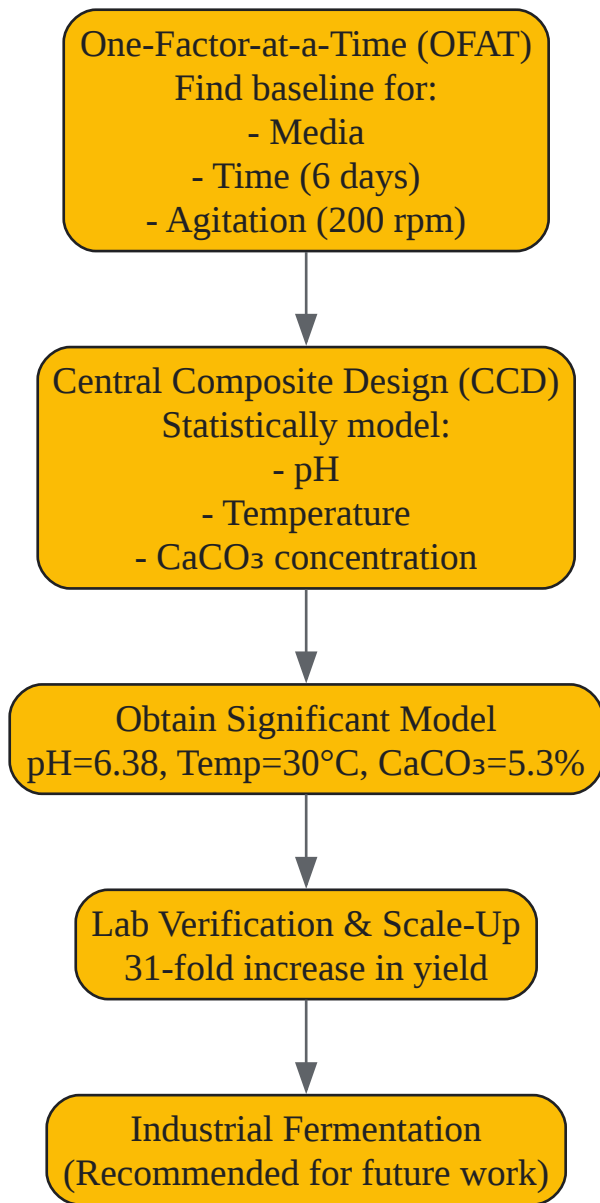 One-Factor-at-a-Time (OFAT)
Find baseline for:
- Media
- Time (6 days)
- Agitation (200 rpm)
Central Composite Design (CCD)
Statistically model:
- pH
- Temperature
- CaCO₃ concentration
Obtain Significant Model
pH=6.38, Temp=30°C, CaCO₃=5.3%
Lab Verification & Scale-Up
31-fold increase in yield
Industrial Fermentation
(Recommended for future work)